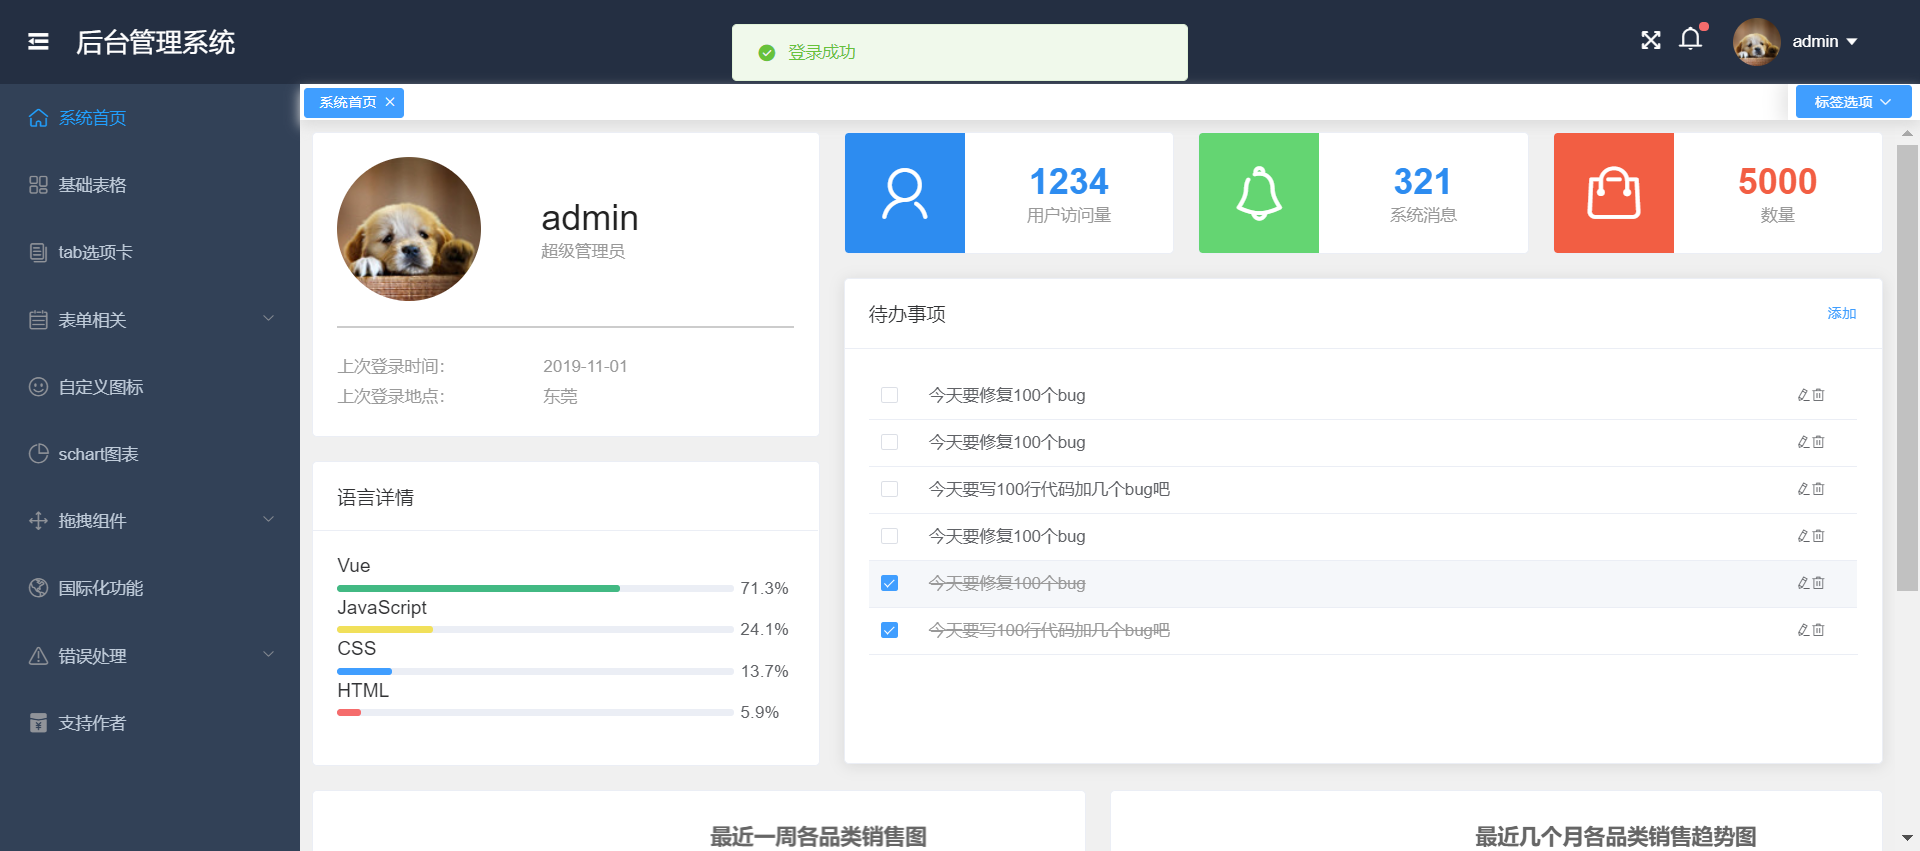 后台管理系统
登录成功
admin
系统首页
基础表格
tab选项卡
表单相关
自定义图标
schart图表
拖拽组件
国际化功能
错误处理
支持作者
系统首页
标签选项
admin
超级管理员
上次登录时间：
2019-11-01
上次登录地点：
东莞
语言详情
Vue
71.3%
JavaScript
24.1%
CSS
13.7%
HTML
5.9%
1234
用户访问量
321
系统消息
5000
数量
待办事项
添加
今天要修复100个bug
今天要修复100个bug
今天要写100行代码加几个bug吧
今天要修复100个bug
今天要修复100个bug
今天要写100行代码加几个bug吧
最近一周各品类销售图
最近几个月各品类销售趋势图